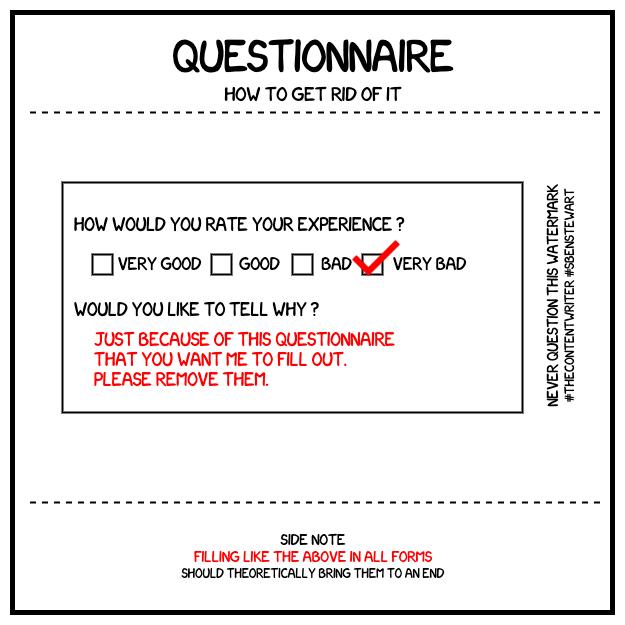 QUESTIONNAIRE
HOW TO GET RID OF IT
HOW WOULD YOU RATE YOUR EXPERIENCE ?
VERY GOOD GOOD BAD VERY BAD
WOULD YOU LIKE TO TELL WHY ?
JUST BECAUSE OF THIS QUESTIONNAIRE
THAT YOU WANT ME TO FILL OUT.
PLEASE REMOVE THEM.
NEVER QUESTION THIS WATERMARK
#THECONTENTWRITER #SBENSTEWART
SIDE NOTE
FILLING LIKE THE ABOVE IN ALL FORMS
SHOULD THEORETICALLY BRING THEM TO AN END